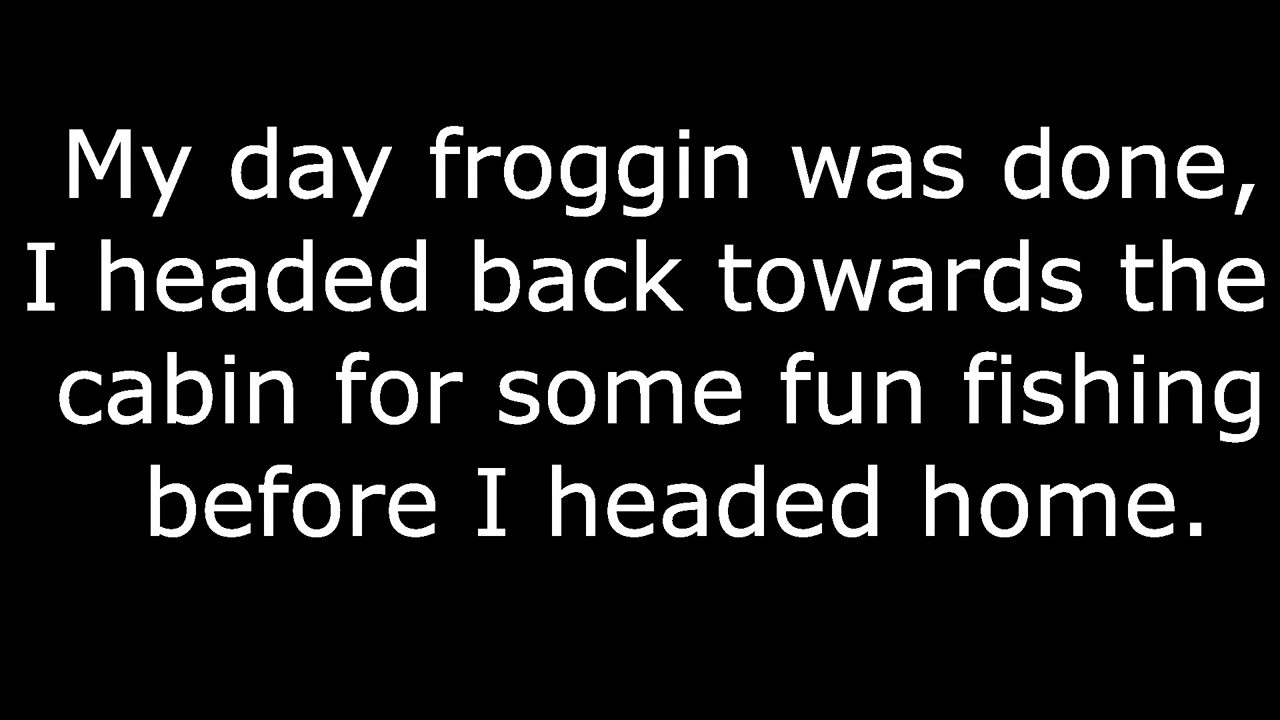 My day froggin was done,
I headed back towards the
cabin for some fun fishing
before I headed home.